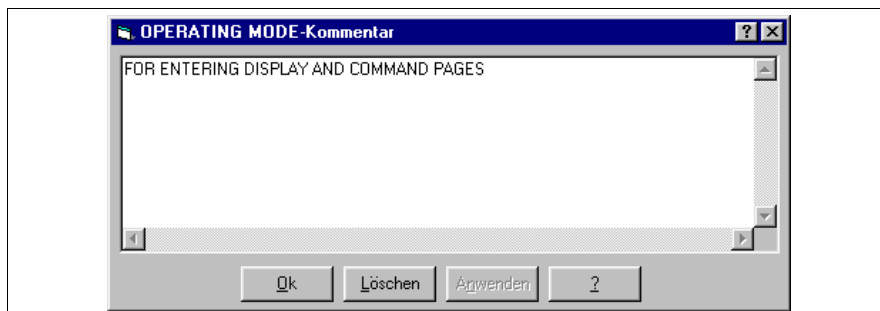 OPERATING MODE-Kommentar
FOR ENTERING DISPLAY AND COMMAND PAGES
Ok Löschen Anwenden ?